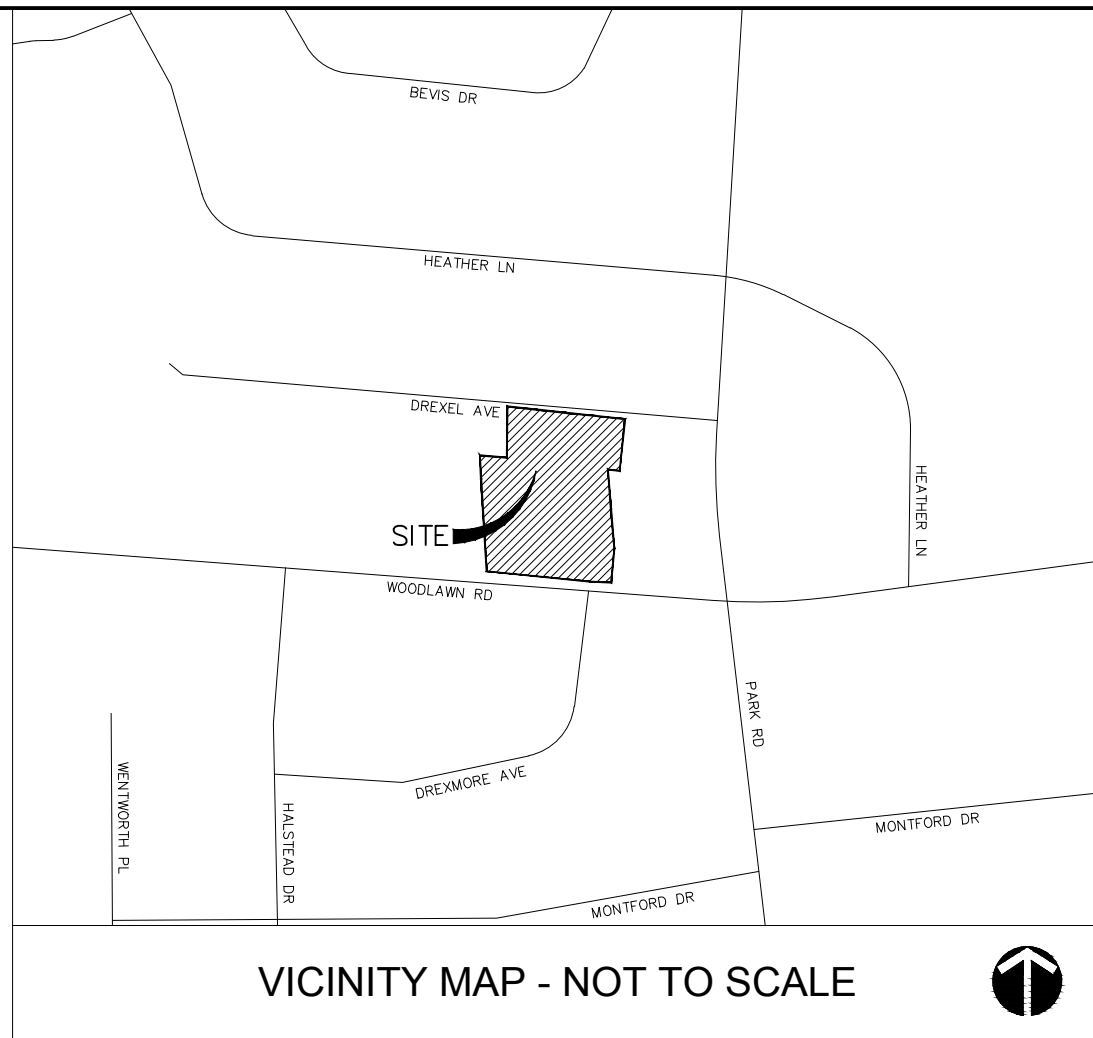 BEVIS DR
HEATHER LN
DREXEL AVE
HEATHER LN
SITE
WOODLAWN RD
PARK RD
WENTWORTH PL
DREXMORE AVE
HALSTEAD DR
MONTFORD DR
MONTFORD DR
VICINITY MAP - NOT TO SCALE